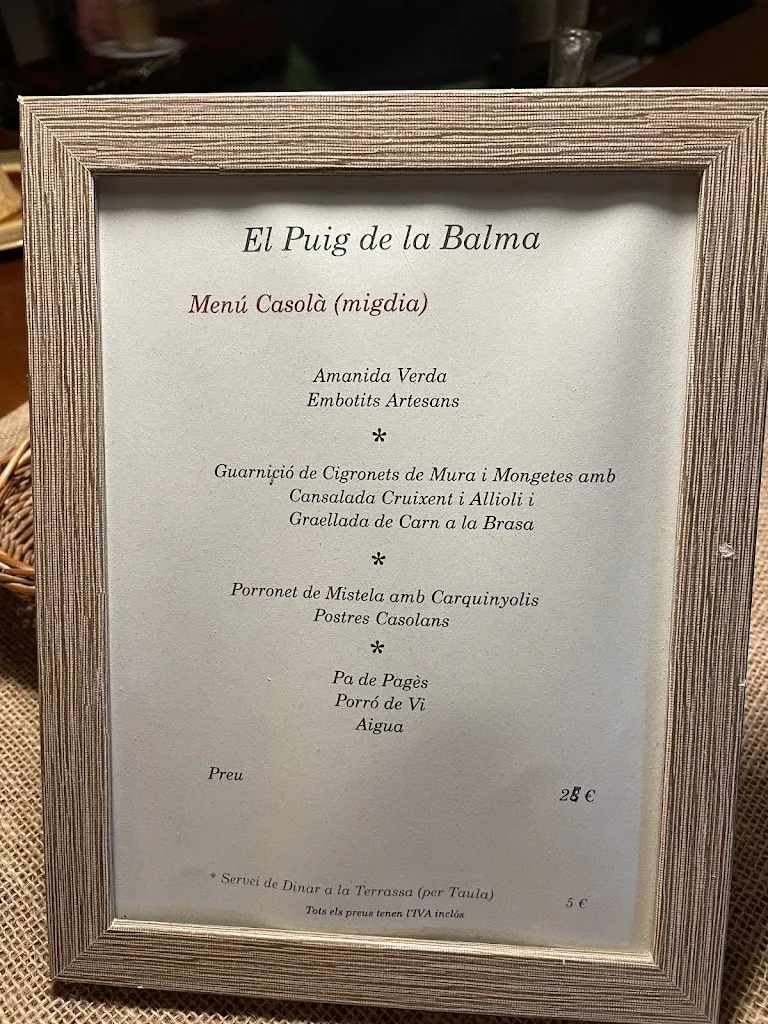 El Puig de la Balma
Menú Casolà (migdia)
Amanida Verda
Embotits Artesans
*
Guarnició de Cigronets de Mura i Mongetes amb
Cansalada Cruixent i Allioli i
Graellada de Carn a la Brasa
*
Porronet de Mistela amb Carquinyolis
Postres Casolans
*
Pa de Pagès
Porró de Vi
Aigua
Preu
€
* Servei de Dinar a la Terrassa (per Taula)
5 €
Tots els preus tenen l'IVA inclòs